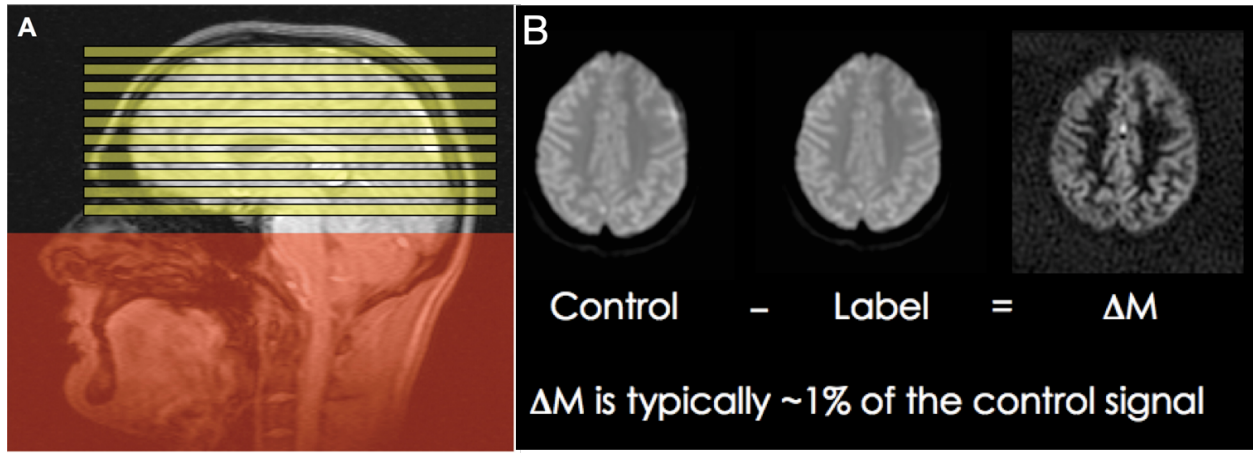 A
B
Control – Label = ΔM
ΔM is typically ~1% of the control signal